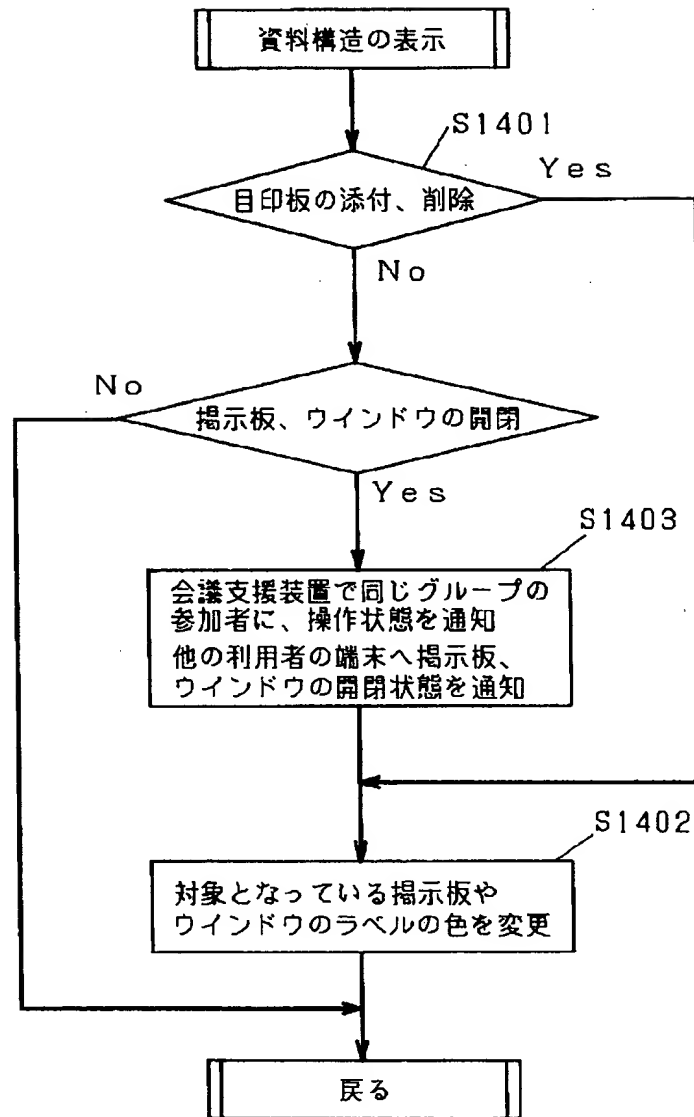 資料構造の表示
S1401
Yes
目印板の添付、削除
No
No
掲示板、ウインドウの開閉
Yes
S1403
会議支援装置で同じグループの
参加者に、操作状態を通知
他の利用者の端末へ掲示板、
ウインドウの開閉状態を通知
S1402
対象となっている掲示板や
ウインドウのラベルの色を変更
戻る